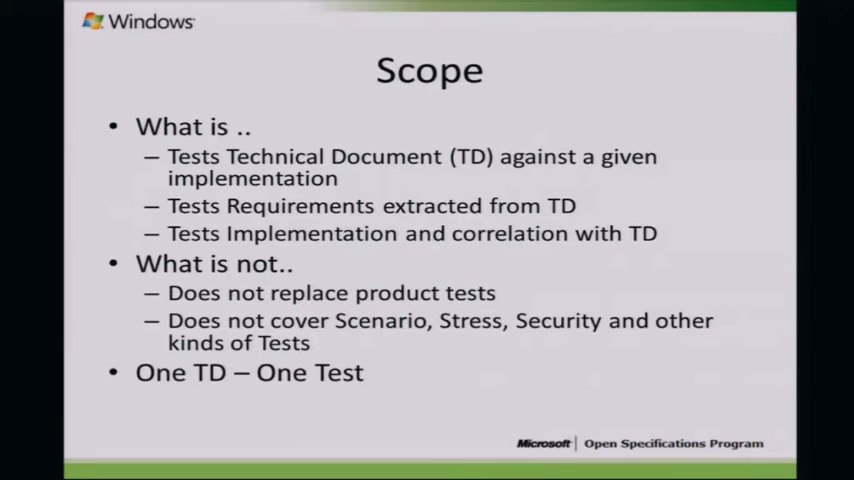 Windows
Scope
• What is ..
– Tests Technical Document (TD) against a given
implementation
– Tests Requirements extracted from TD
– Tests Implementation and correlation with TD
• What is not..
– Does not replace product tests
– Does not cover Scenario, Stress, Security and other
kinds of Tests
• One TD – One Test
Microsoft | Open Specifications Program